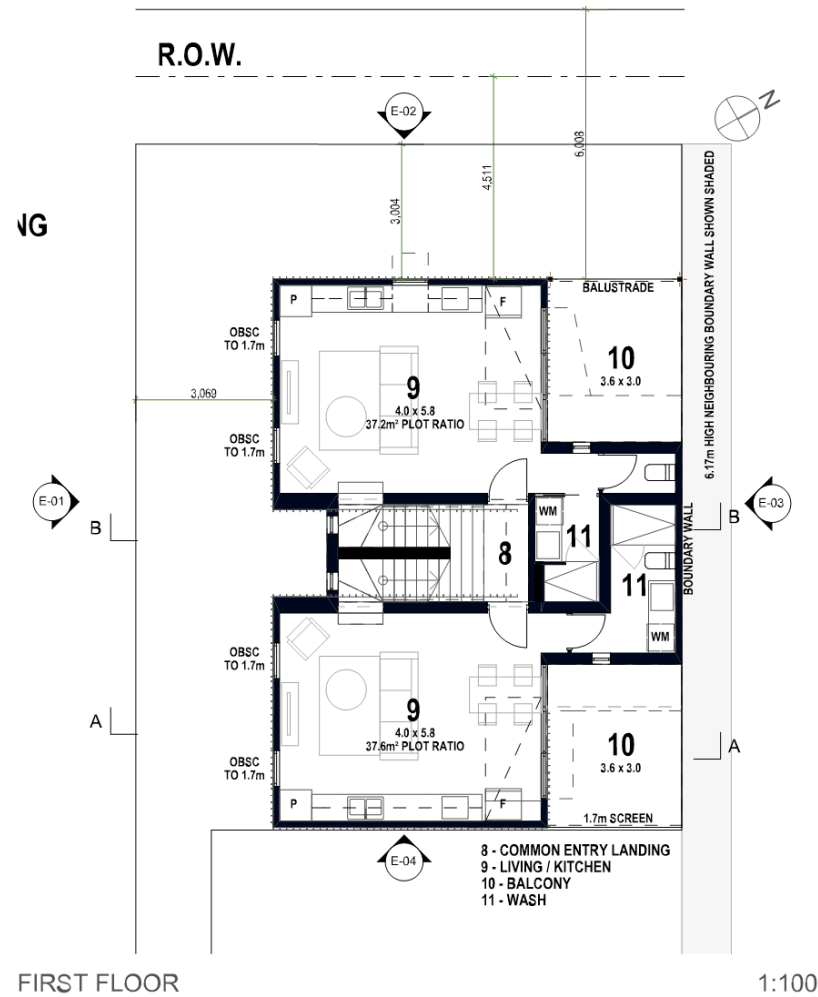 R.O.W.
E-02
N
NG
3,004
4,511
6,008
6.17m HIGH NEIGHBOURING BOUNDARY WALL SHOWN SHADED
P
F
BALUSTRADE
OBSC
TO 1.7m
10
3.6 x 3.0
9
4.0 x 5.8
37.2m² PLOT RATIO
3,069
OBSC
TO 1.7m
E-01
E-03
B
B
WM
11
8
BOUNDARY WALL
11
WM
OBSC
TO 1.7m
9
4.0 x 5.8
37.6m² PLOT RATIO
A
A
10
3.6 x 3.0
OBSC
TO 1.7m
P
F
1.7m SCREEN
E-04
8 - COMMON ENTRY LANDING
9 - LIVING / KITCHEN
10 - BALCONY
11 - WASH
FIRST FLOOR
1:100